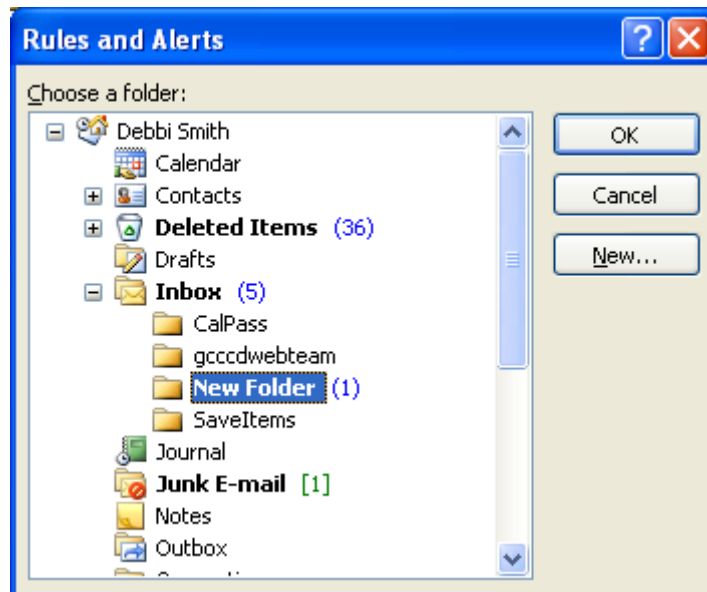 Rules and Alerts
Choose a folder:
Debbi Smith
Calendar
Contacts
Deleted Items (36)
Drafts
Inbox (5)
CalPass
gcccdwebteam
New Folder (1)
SaveItems
Journal
Junk E-mail [1]
Notes
Outbox
OK
Cancel
New...